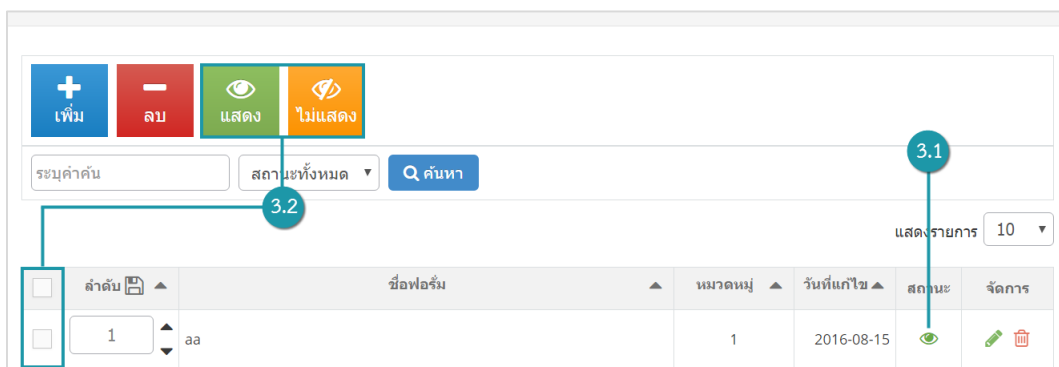 เพิ่ม ลบ แสดง ไม่แสดง
3.1
ระบุคำค้น สถานะทั้งหมด ค้นหา
3.2
แสดงรายการ 10
ลำดับ ชื่อฟอร์ม หมวดหมู่ วันที่แก้ไข สถานะ จัดการ
1 aa 1 2016-08-15